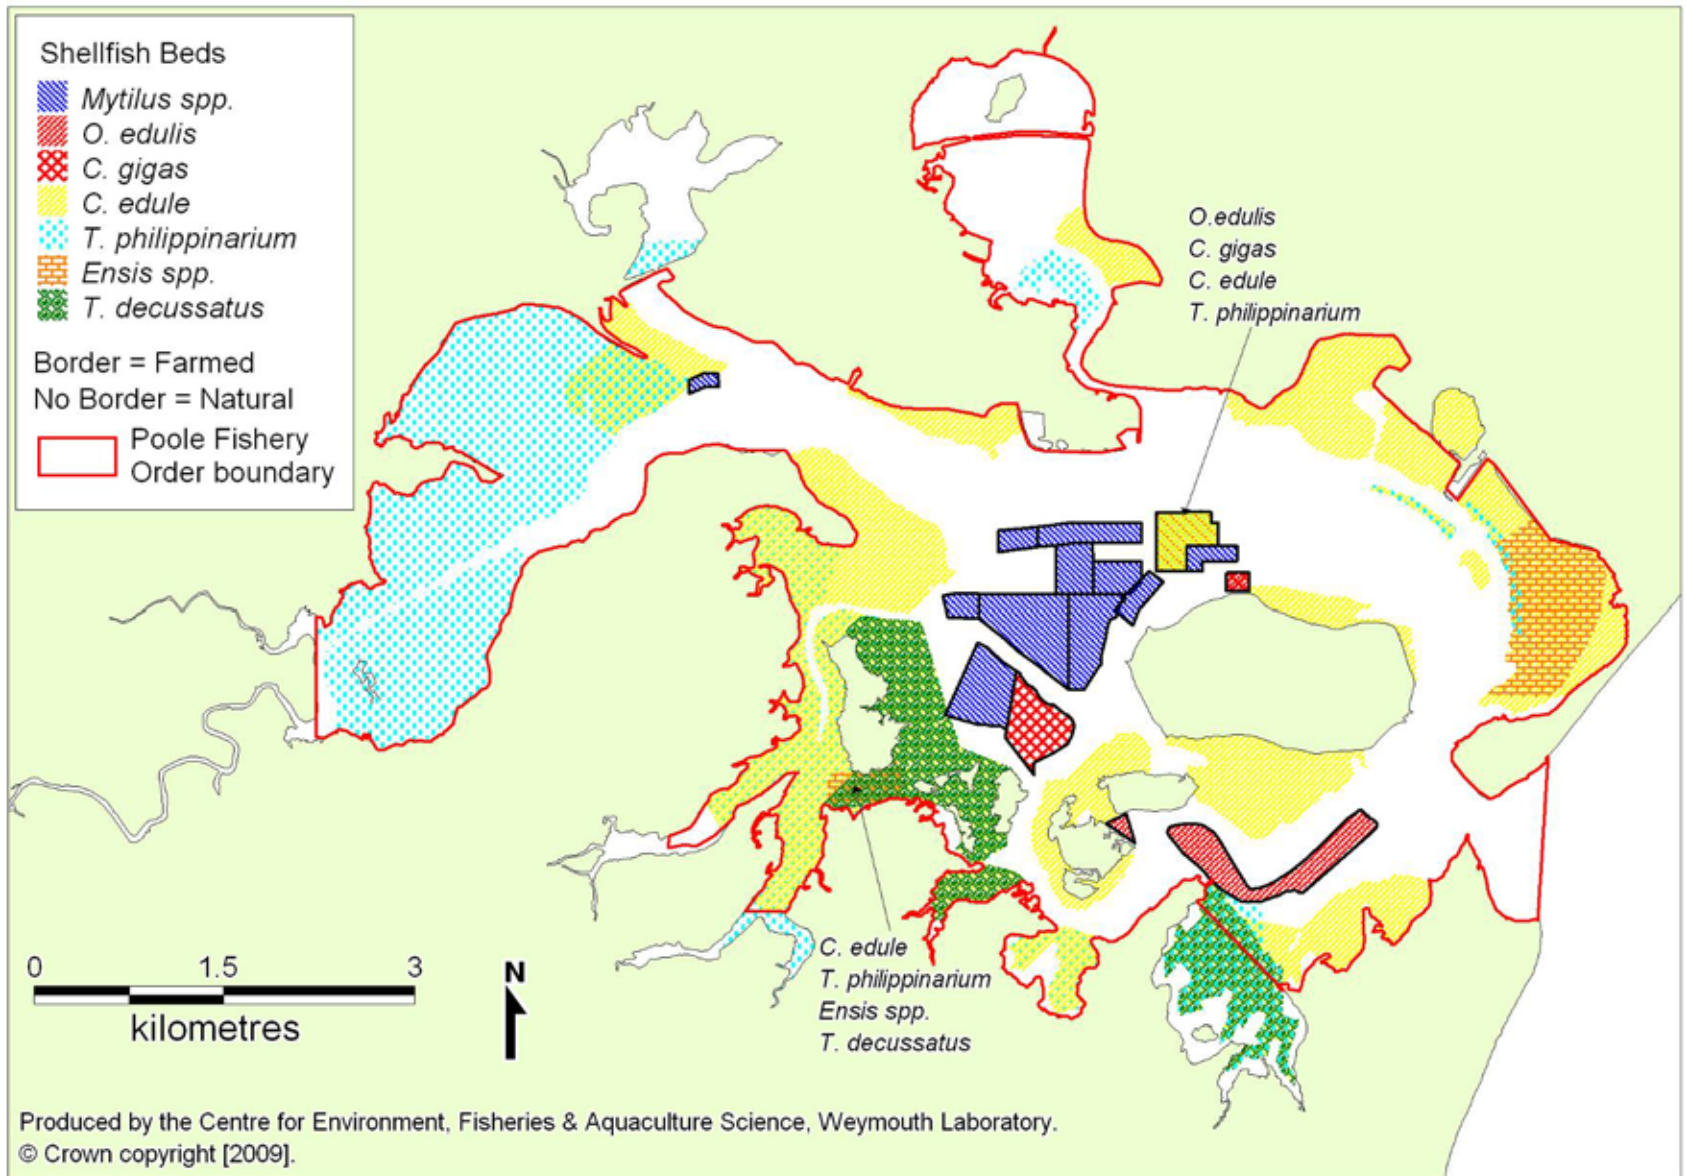 Shellfish Beds
Mytilus spp.
O. edulis
C. gigas
C. edule
T. philippinarium
Ensis spp.
T. decussatus
Border = Farmed
No Border = Natural
Poole Fishery
Order boundary
O.edulis
C. gigas
C. edule
T. philippinarium
C. edule
T. philippinarium
Ensis spp.
T. decussatus
0 1.5 3
kilometres
N
Produced by the Centre for Environment, Fisheries & Aquaculture Science, Weymouth Laboratory.
© Crown copyright [2009].